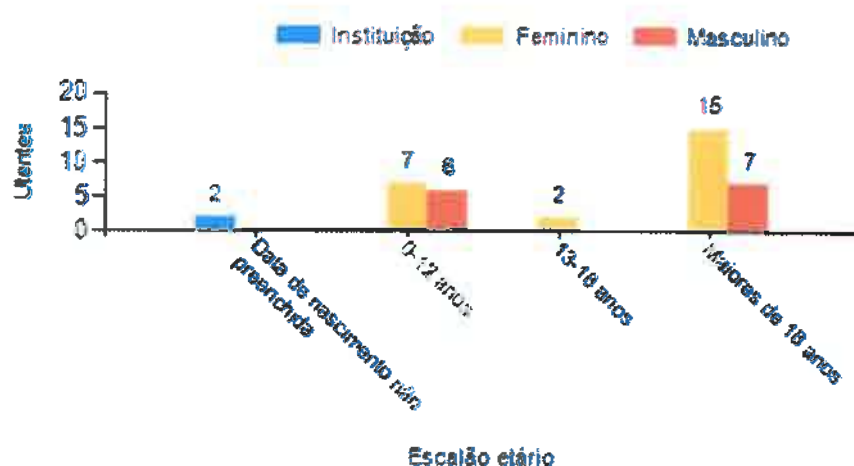 Instituição Feminino Masculino
Utentes
20
15
10
5
0
2
7
6
2
15
7
Data de nascimento não
preenchida
0-12 anos
13-18 anos
Maiores de 18 anos
Escalão etário